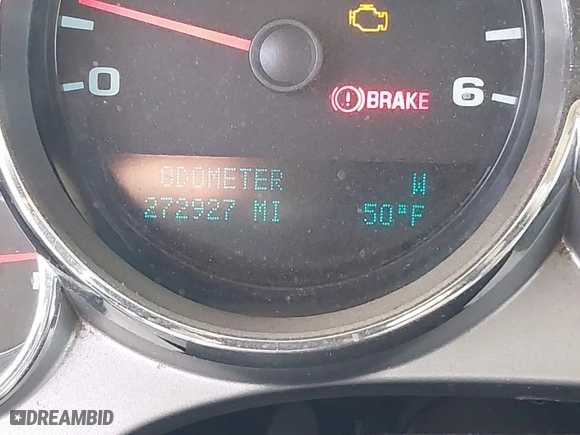 0
6
BRAKE
ODOMETER W
272927 MI 50°F
DREAMBID